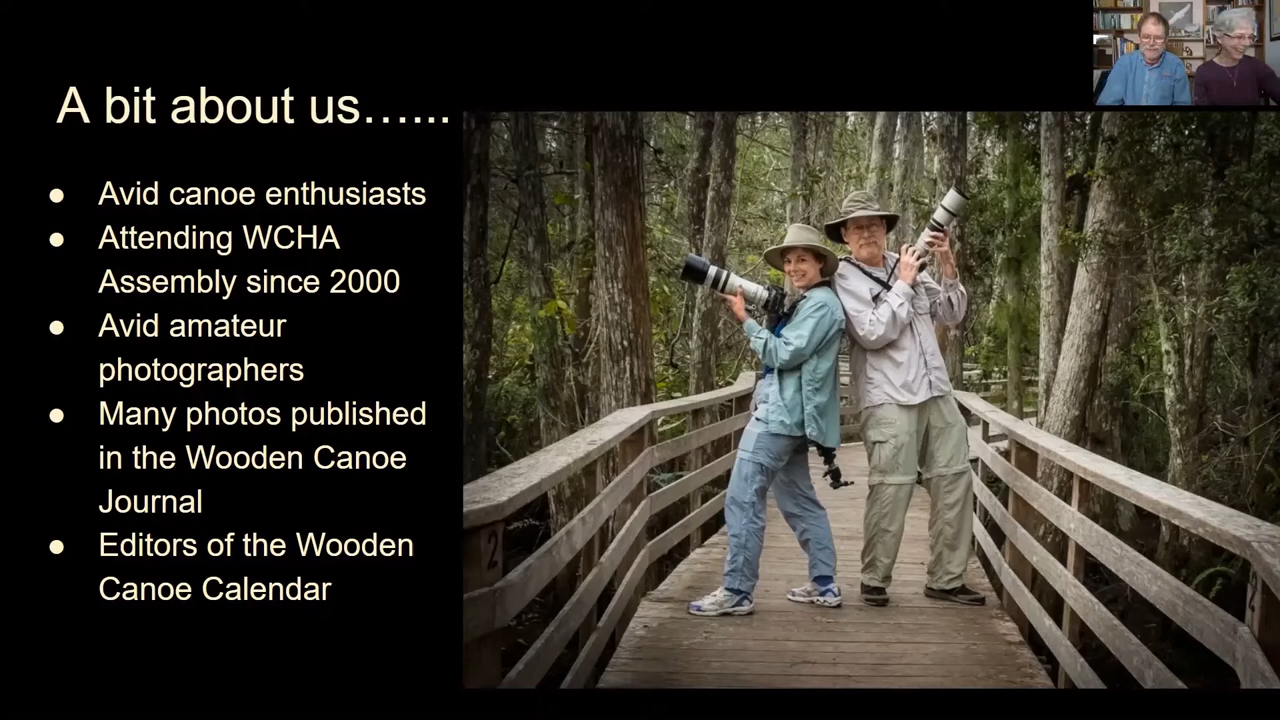 A bit about us…...
● Avid canoe enthusiasts
● Attending WCHA
Assembly since 2000
● Avid amateur
photographers
● Many photos published
in the Wooden Canoe
Journal
● Editors of the Wooden
Canoe Calendar
2